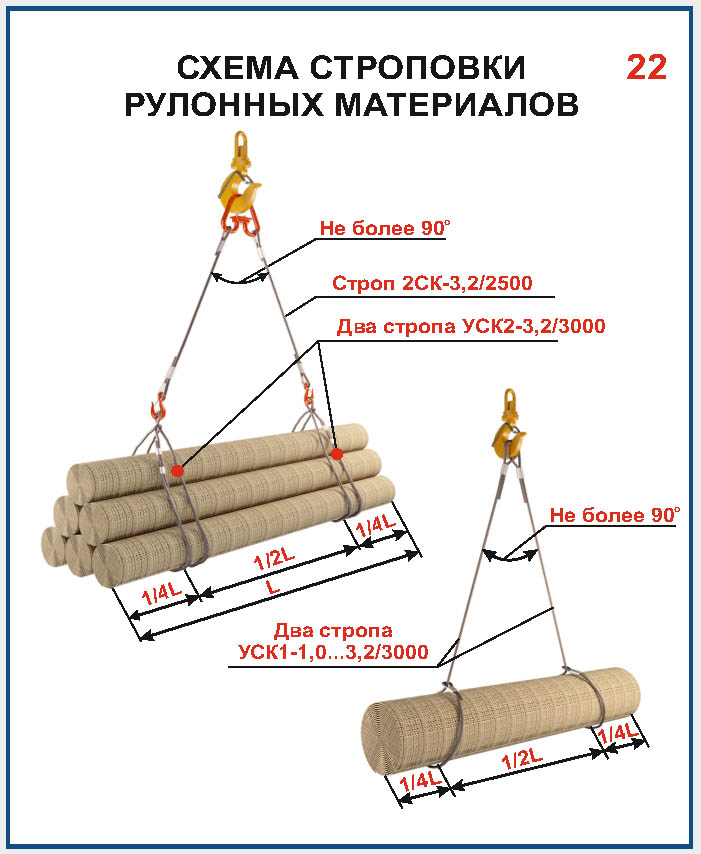 СХЕМА СТРОПОВКИ
РУЛОННЫХ МАТЕРИАЛОВ
22
Не более 90°
Строп 2СК-3,2/2500
Два стропа УСК2-3,2/3000
1/4L
1/2L
1/4L
L
Не более 90°
Два стропа
УСК1-1,0...3,2/3000
1/4L
1/2L
1/4L